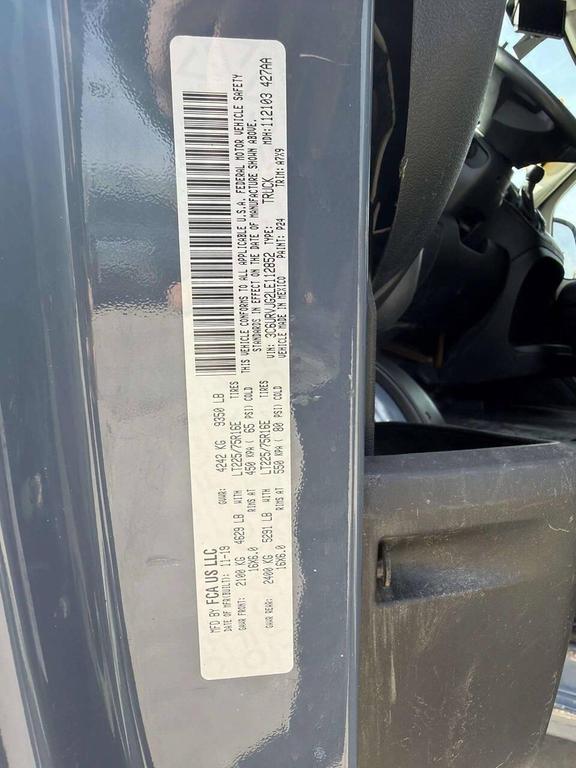 MFD BY FCA US LLC
DATE OF MFR(BUILT): 11-19 GVWR: 4242 KG 9350 LB
GAWR FRONT: 2100 KG 4629 LB WITH LT225/75R16E TIRES
16X6.0 RIMS AT 450 KPA ( 65 PSI) COLD
GAWR REAR: 2400 KG 5291 LB WITH LT225/75R16E TIRES
16X6.0 RIMS AT 550 KPA ( 80 PSI) COLD
THIS VEHICLE CONFORMS TO ALL APPLICABLE U.S.A. FEDERAL MOTOR VEHICLE SAFETY
STANDARDS IN EFFECT ON THE DATE OF MANUFACTURE SHOWN ABOVE.
VIN: 3C6URVJG2LE112852 TYPE: TRUCK MDH:112103 427AA
VEHICLE MADE IN MEXICO PAINT: P24 TRIM: A7X9